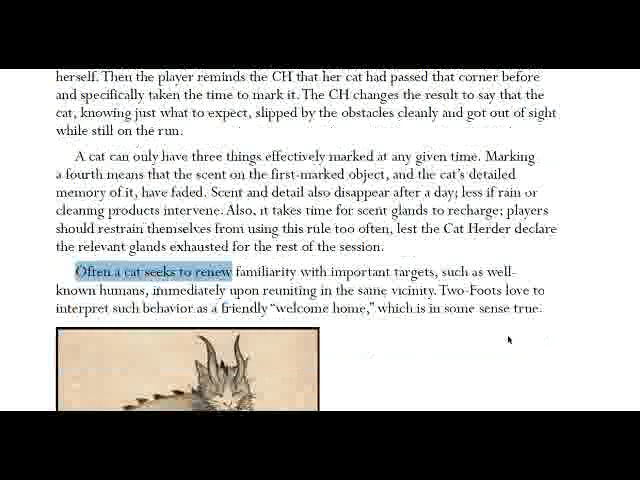 herself. Then the player reminds the CH that her cat had passed that corner before
and specifically taken the time to mark it. The CH changes the result to say that the
cat, knowing just what to expect, slipped by the obstacles cleanly and got out of sight
while still on the run.
A cat can only have three things effectively marked at any given time. Marking
a fourth means that the scent on the first-marked object, and the cat's detailed
memory of it, have faded. Scent and detail also disappear after a day; less if rain or
cleaning products intervene. Also, it takes time for scent glands to recharge; players
should restrain themselves from using this rule too often, lest the Cat Herder declare
the relevant glands exhausted for the rest of the session.
Often a cat seeks to renew familiarity with important targets, such as well-
known humans, immediately upon reuniting in the same vicinity. Two-Foots love to
interpret such behavior as a friendly “welcome home,” which is in some sense true.